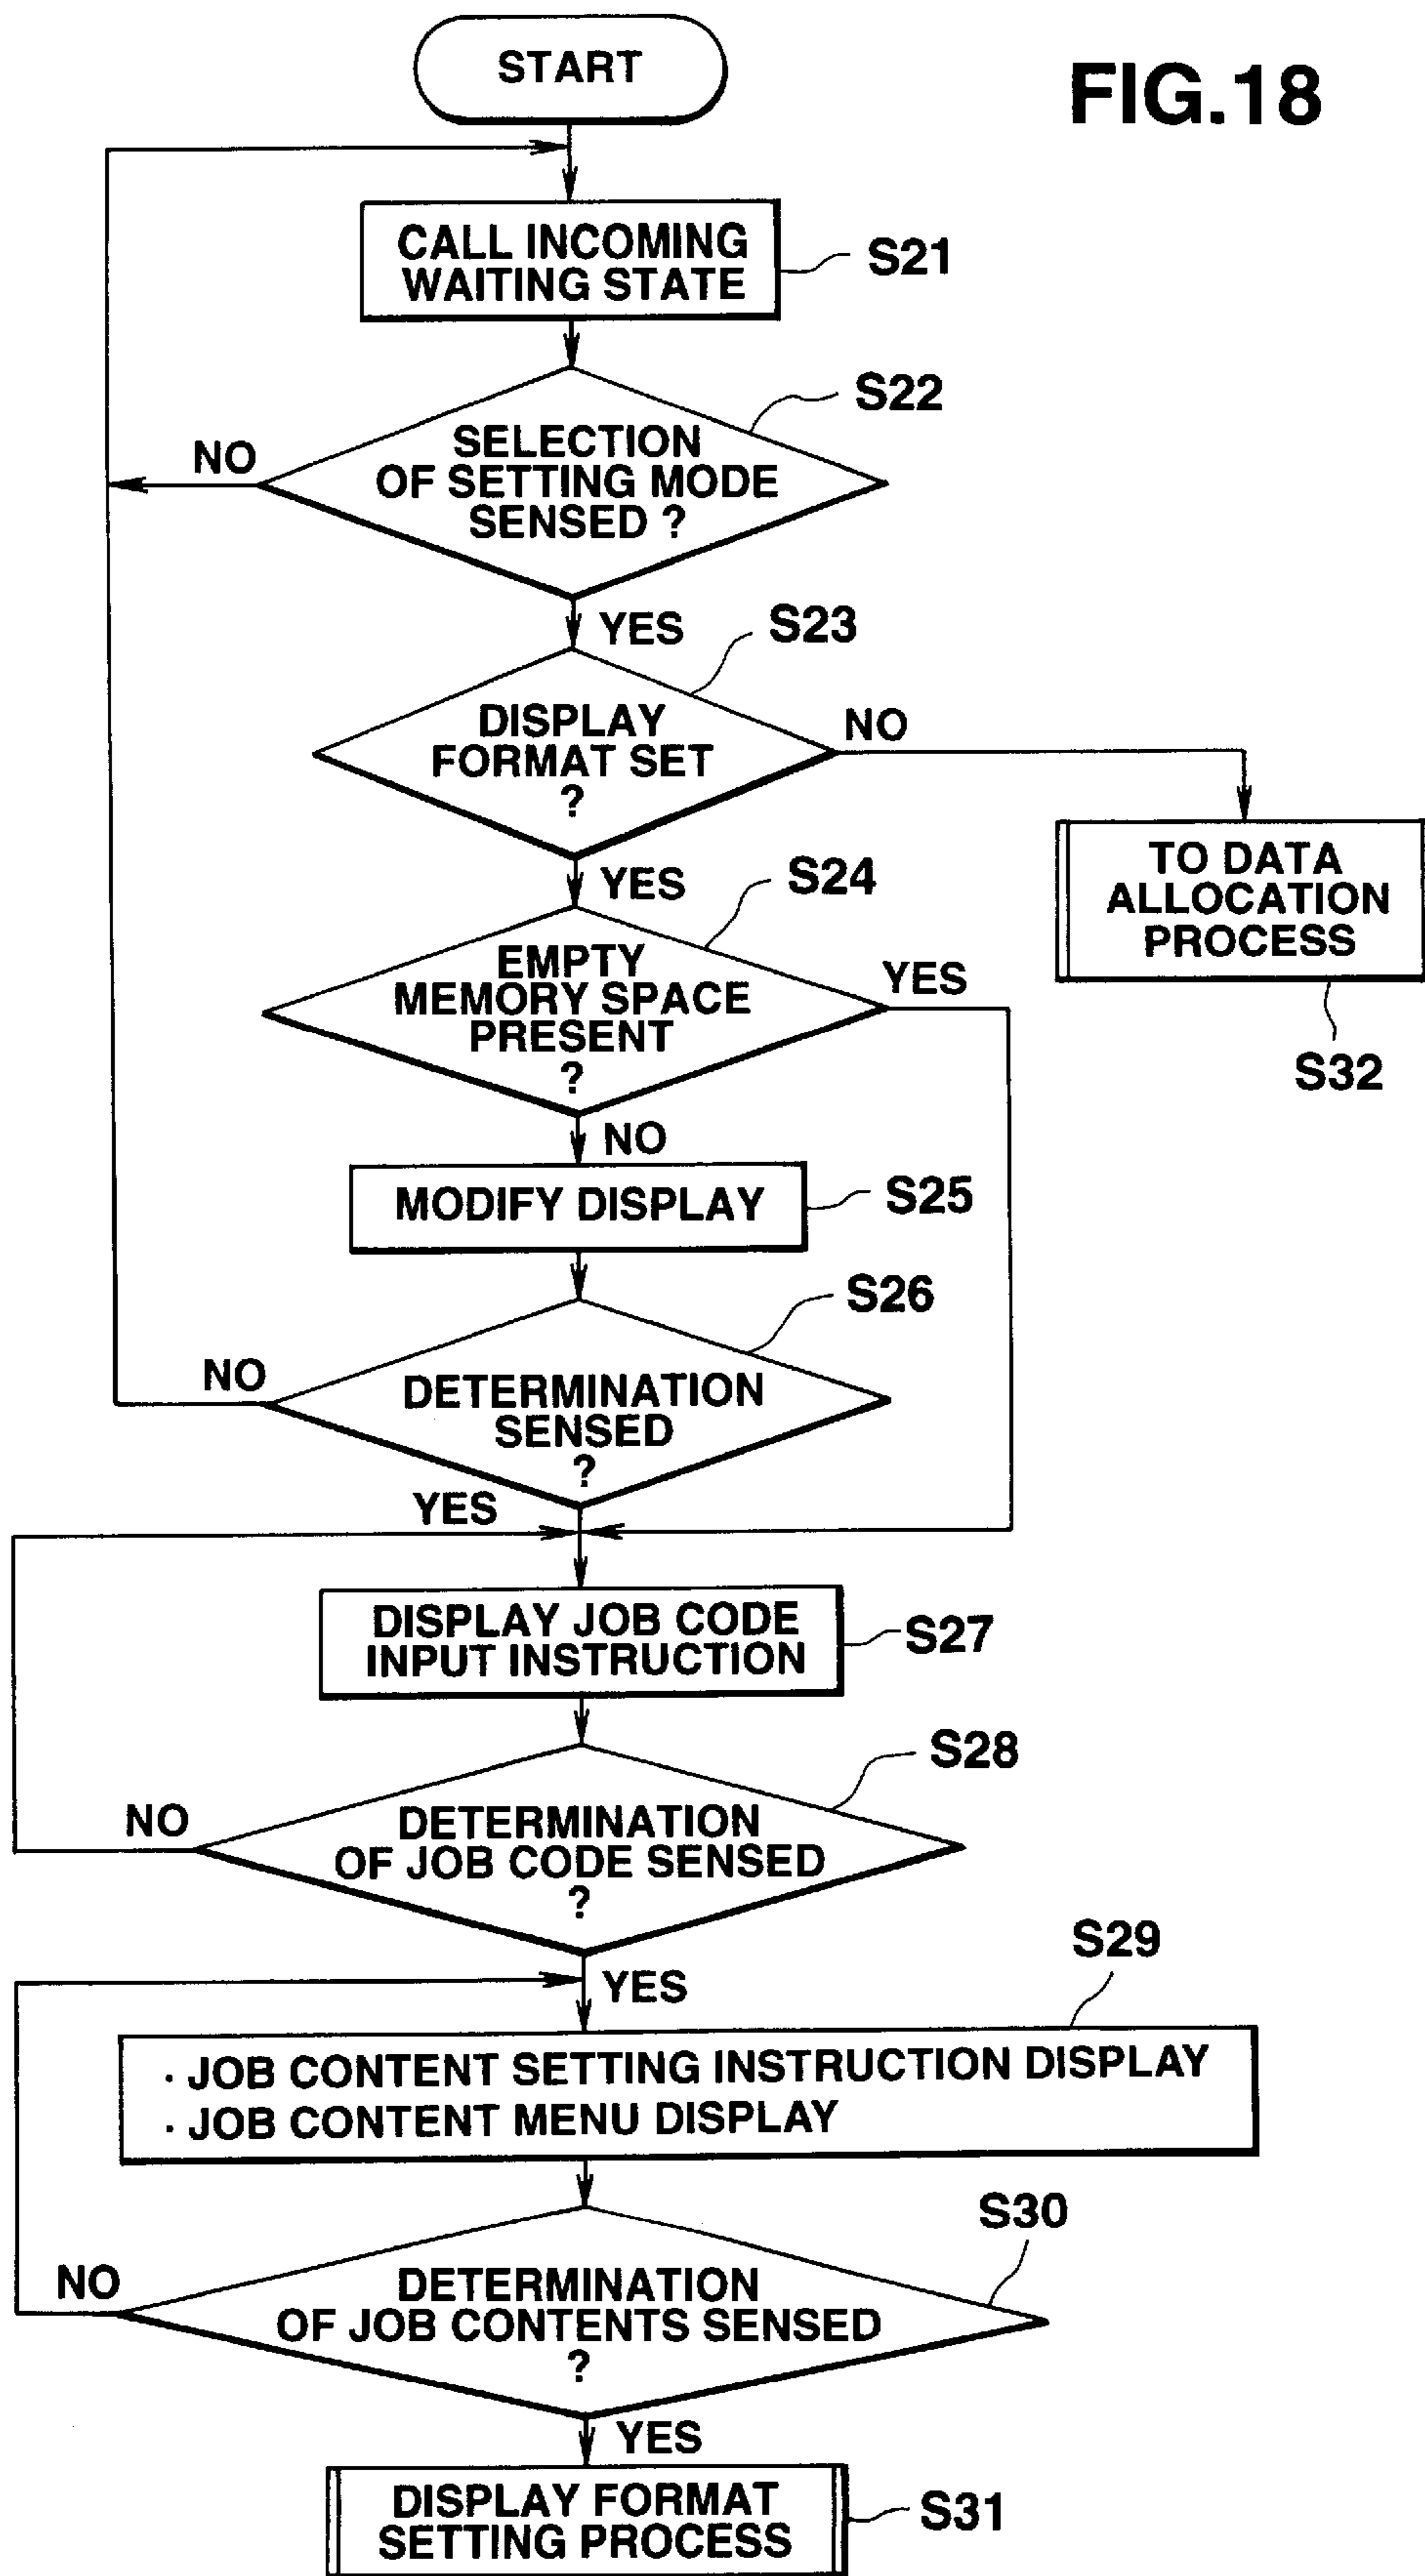 START
FIG.18
CALL INCOMING
WAITING STATE
S21
S22
SELECTION
OF SETTING MODE
SENSED ?
NO
YES
S23
DISPLAY
FORMAT SET
?
NO
YES
S24
TO DATA
ALLOCATION
PROCESS
S32
EMPTY
MEMORY SPACE
PRESENT
?
YES
NO
MODIFY DISPLAY
S25
S26
DETERMINATION
SENSED
?
NO
YES
DISPLAY JOB CODE
INPUT INSTRUCTION
S27
S28
DETERMINATION
OF JOB CODE SENSED
?
NO
YES
S29
· JOB CONTENT SETTING INSTRUCTION DISPLAY
· JOB CONTENT MENU DISPLAY
S30
DETERMINATION
OF JOB CONTENTS SENSED
?
NO
YES
DISPLAY FORMAT
SETTING PROCESS
S31